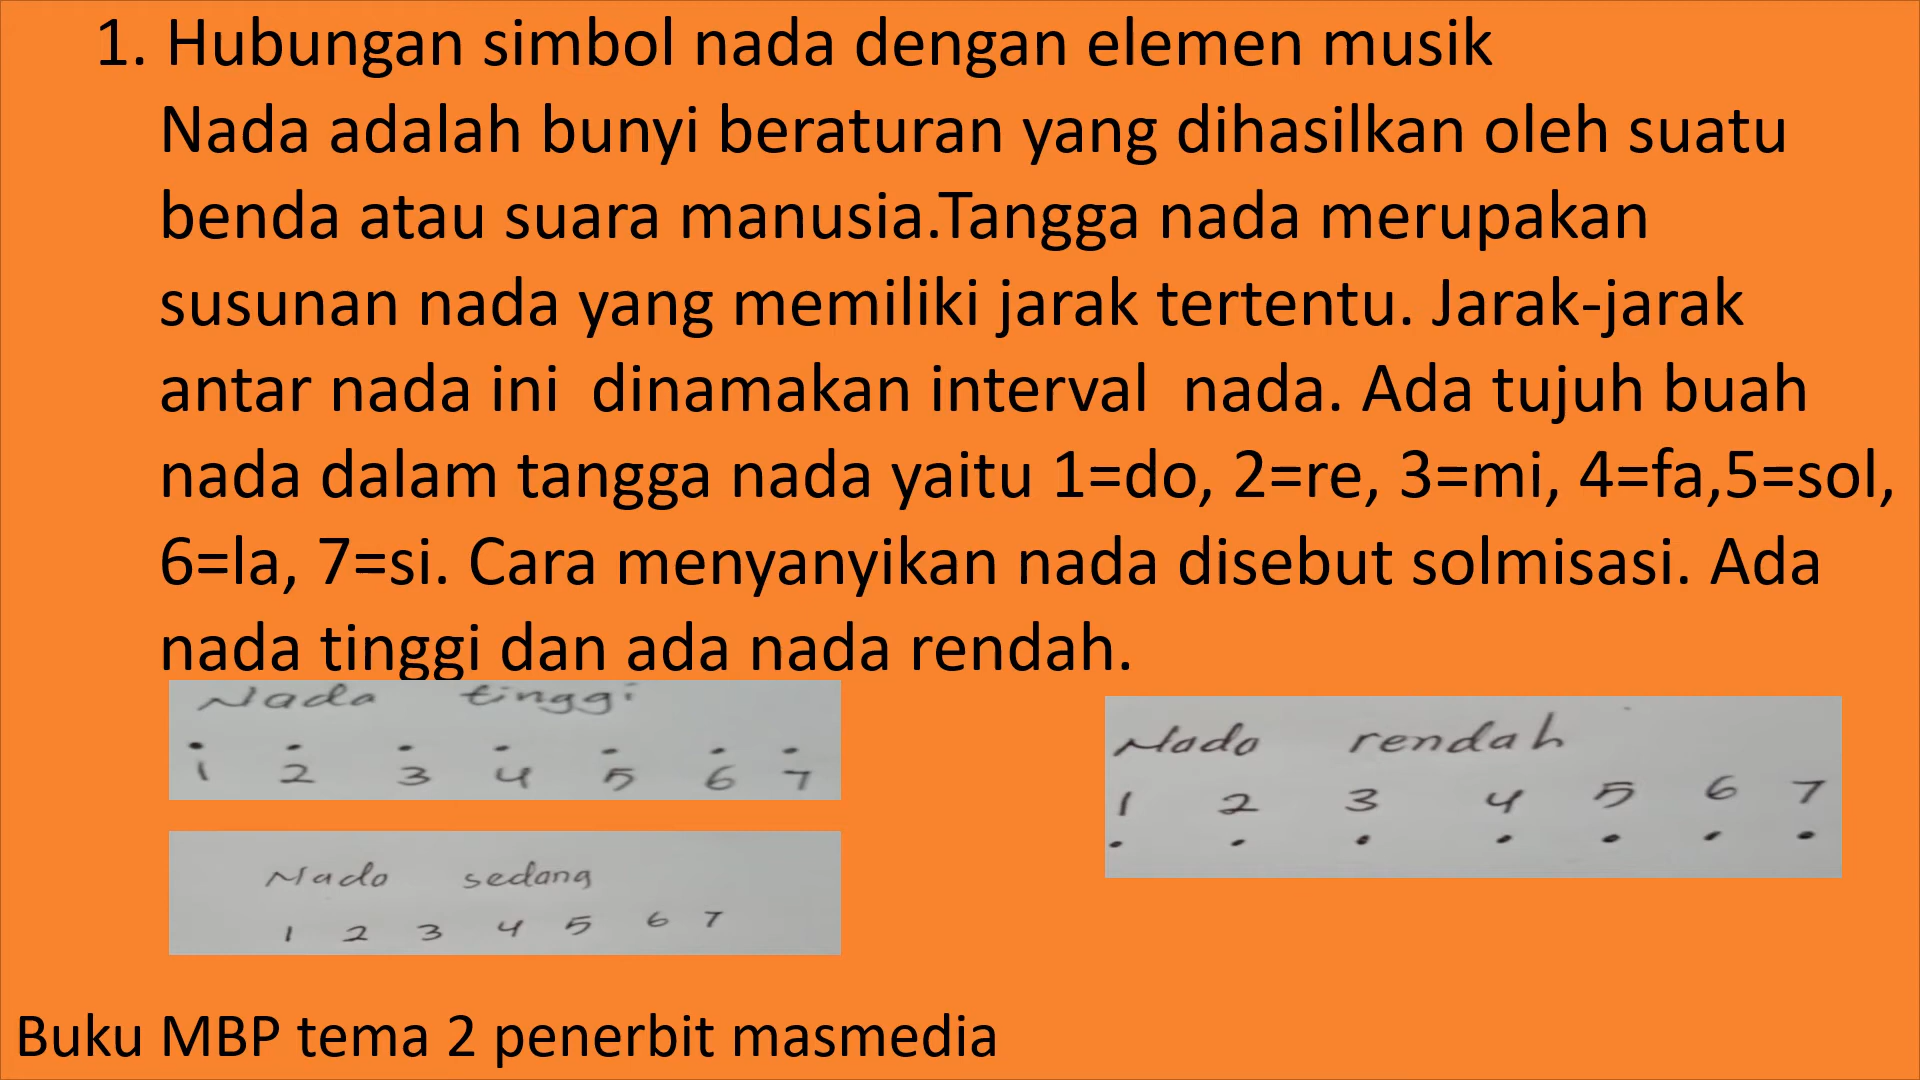 1. Hubungan simbol nada dengan elemen musik
Nada adalah bunyi beraturan yang dihasilkan oleh suatu
benda atau suara manusia.Tangga nada merupakan
susunan nada yang memiliki jarak tertentu. Jarak-jarak
antar nada ini dinamakan interval nada. Ada tujuh buah
nada dalam tangga nada yaitu 1=do, 2=re, 3=mi, 4=fa,5=sol,
6=la, 7=si. Cara menyanyikan nada disebut solmisasi. Ada
nada tinggi dan ada nada rendah.
Nada tinggi
1 2 3 4 5 6 7
Nada sedang
1 2 3 4 5 6 7
Nada rendah
1 2 3 4 5 6 7
Buku MBP tema 2 penerbit masmedia